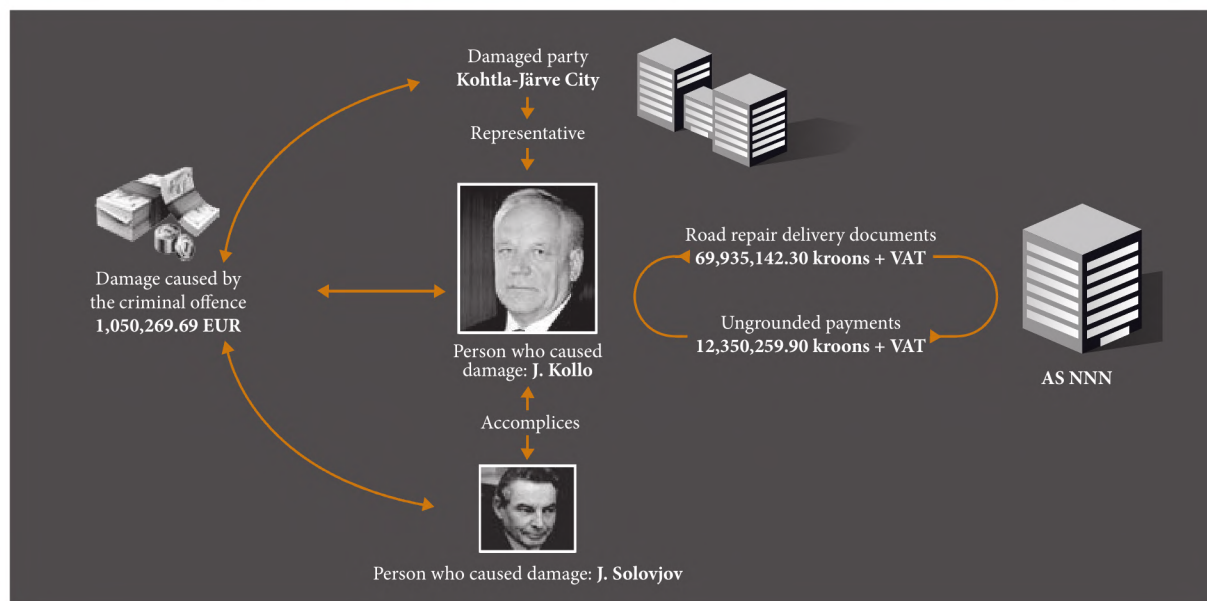 Damaged party
Kohtla-Järve City
Representative
Damage caused by
the criminal offence
1,050,269.69 EUR
Person who caused
damage: J. Kollo
Road repair delivery documents
69,935,142.30 kroons + VAT
Ungrounded payments
12,350,259.90 kroons + VAT
AS NNN
Accomplices
Person who caused damage: J. Solovjov